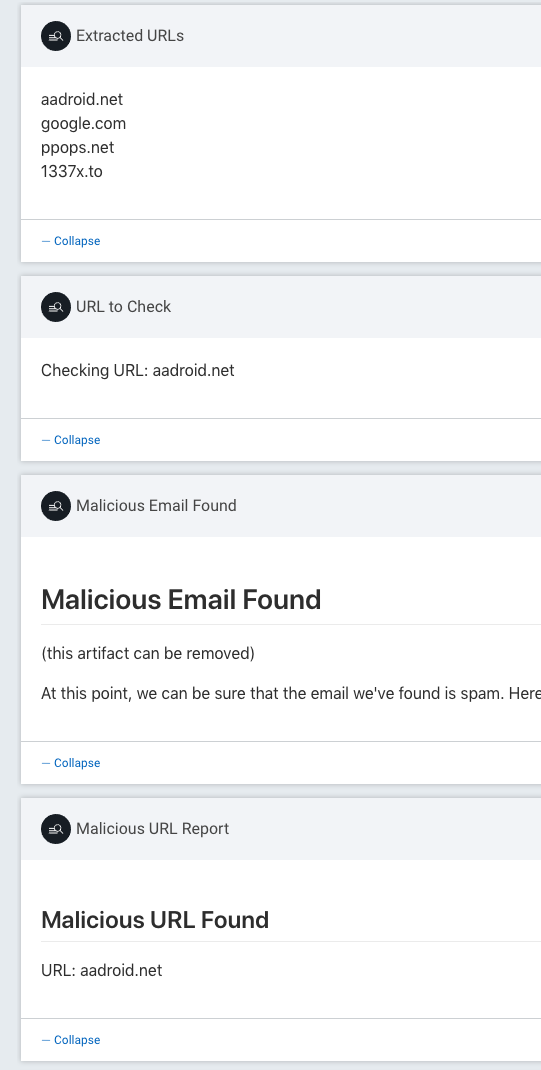 Extracted URLs
aadroid.net
google.com
ppops.net
1337x.to
— Collapse
URL to Check
Checking URL: aadroid.net
— Collapse
Malicious Email Found
Malicious Email Found
(this artifact can be removed)
At this point, we can be sure that the email we've found is spam. Here
— Collapse
Malicious URL Report
Malicious URL Found
URL: aadroid.net
— Collapse